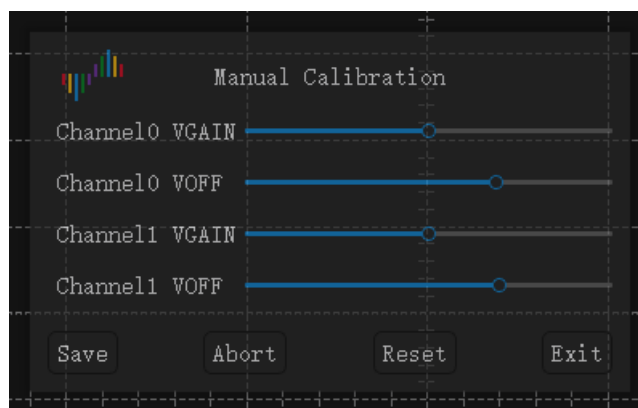 Manual Calibration
Channel0 VGAIN
Channel0 VOFF
Channel1 VGAIN
Channel1 VOFF
Save Abort Reset Exit